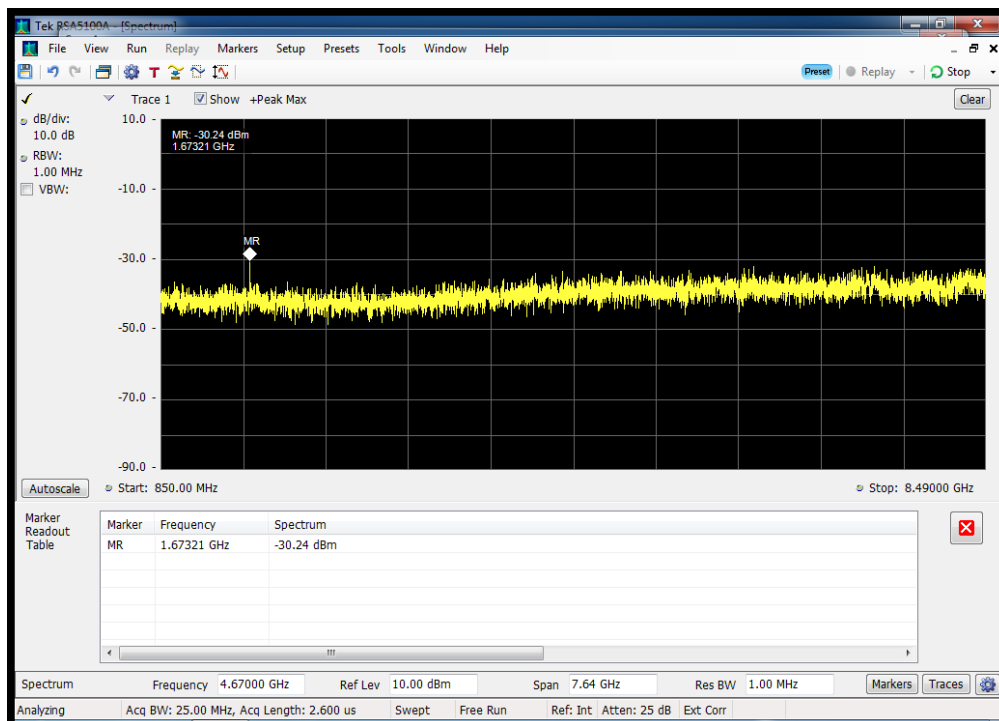 Tek RSA5100A - [Spectrum]
File View Run Replay Markers Setup Presets Tools Window Help
T Preset Replay Stop
Trace 1 Show +Peak Max Clear
dB/div:
10.0 dB
RBW:
1.00 MHz
VBW:
10.0
MR: -30.24 dBm
1.67321 GHz
-10.0
MR
-30.0
-50.0
-70.0
-90.0
Autoscale Start: 850.00 MHz Stop: 8.49000 GHz
Marker
Readout
Table
Marker Frequency Spectrum
MR 1.67321 GHz -30.24 dBm
Spectrum Frequency 4.67000 GHz Ref Lev 10.00 dBm Span 7.64 GHz Res BW 1.00 MHz Markers Traces
Analyzing Acq BW: 25.00 MHz, Acq Length: 2.600 us Swept Free Run Ref: Int Atten: 25 dB Ext Corr